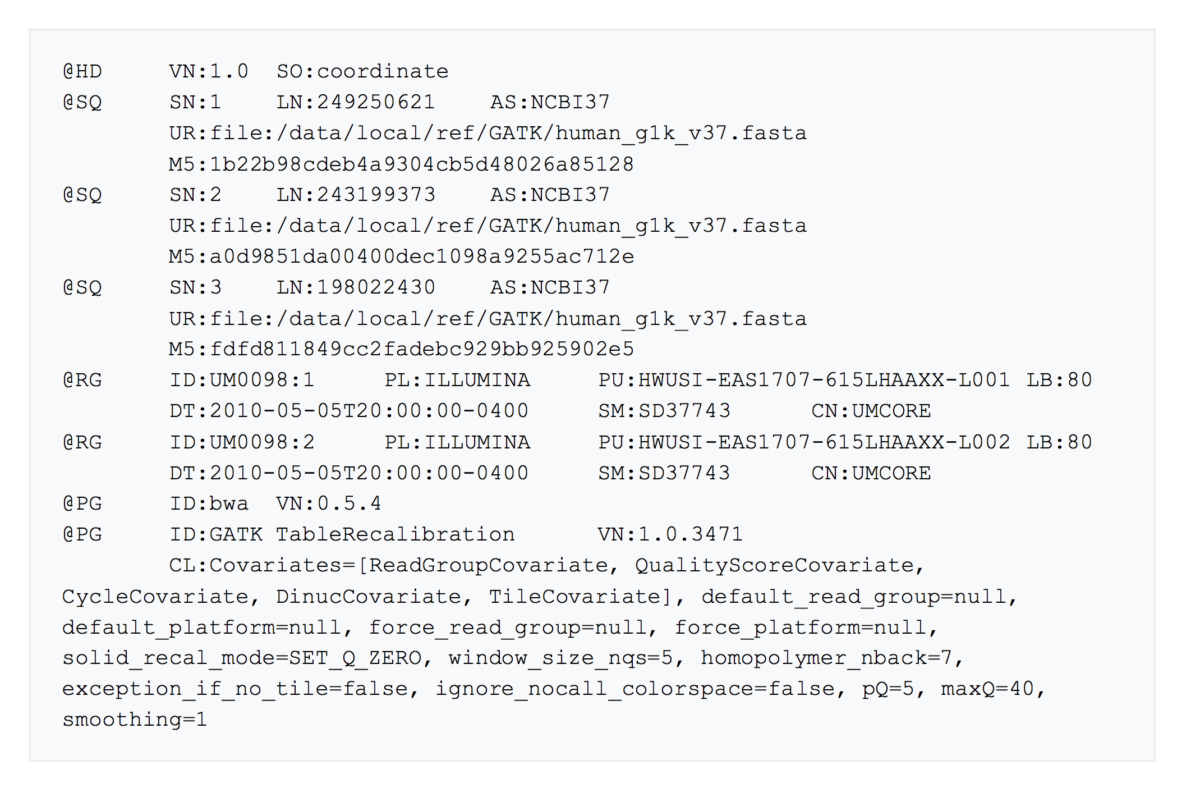 @HD VN:1.0 SO:coordinate
@SQ SN:1 LN:249250621 AS:NCBI37
UR:file:/data/local/ref/GATK/human_g1k_v37.fasta
M5:1b22b98cdeb4a9304cb5d48026a85128
@SQ SN:2 LN:243199373 AS:NCBI37
UR:file:/data/local/ref/GATK/human_g1k_v37.fasta
M5:a0d9851da00400dec1098a9255ac712e
@SQ SN:3 LN:198022430 AS:NCBI37
UR:file:/data/local/ref/GATK/human_g1k_v37.fasta
M5:fdfd811849cc2fadebc929bb925902e5
@RG ID:UM0098:1 PL:ILLUMINA PU:HWUSI-EAS1707-615LHAAXX-L001 LB:80
DT:2010-05-05T20:00:00-0400 SM:SD37743 CN:UMCORE
@RG ID:UM0098:2 PL:ILLUMINA PU:HWUSI-EAS1707-615LHAAXX-L002 LB:80
DT:2010-05-05T20:00:00-0400 SM:SD37743 CN:UMCORE
@PG ID:bwa VN:0.5.4
@PG ID:GATK TableRecalibration VN:1.0.3471
CL:Covariates=[ReadGroupCovariate, QualityScoreCovariate,
CycleCovariate, DinucCovariate, TileCovariate], default_read_group=null,
default_platform=null, force_read_group=null, force_platform=null,
solid_recal_mode=SET_Q_ZERO, window_size_nqs=5, homopolymer_nback=7,
exception_if_no_tile=false, ignore_nocall_colorspace=false, pQ=5, maxQ=40,
smoothing=1